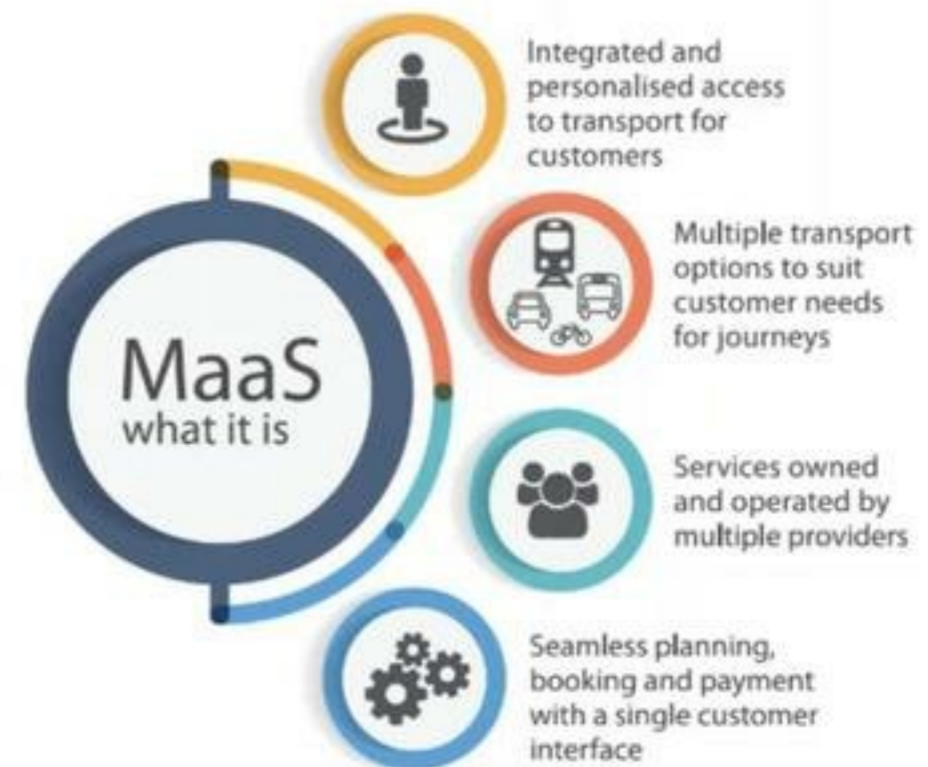 MaaS
what it is
Integrated and
personalised access
to transport for
customers
Multiple transport
options to suit
customer needs
for journeys
Services owned
and operated by
multiple providers
Seamless planning,
booking and payment
with a single customer
interface